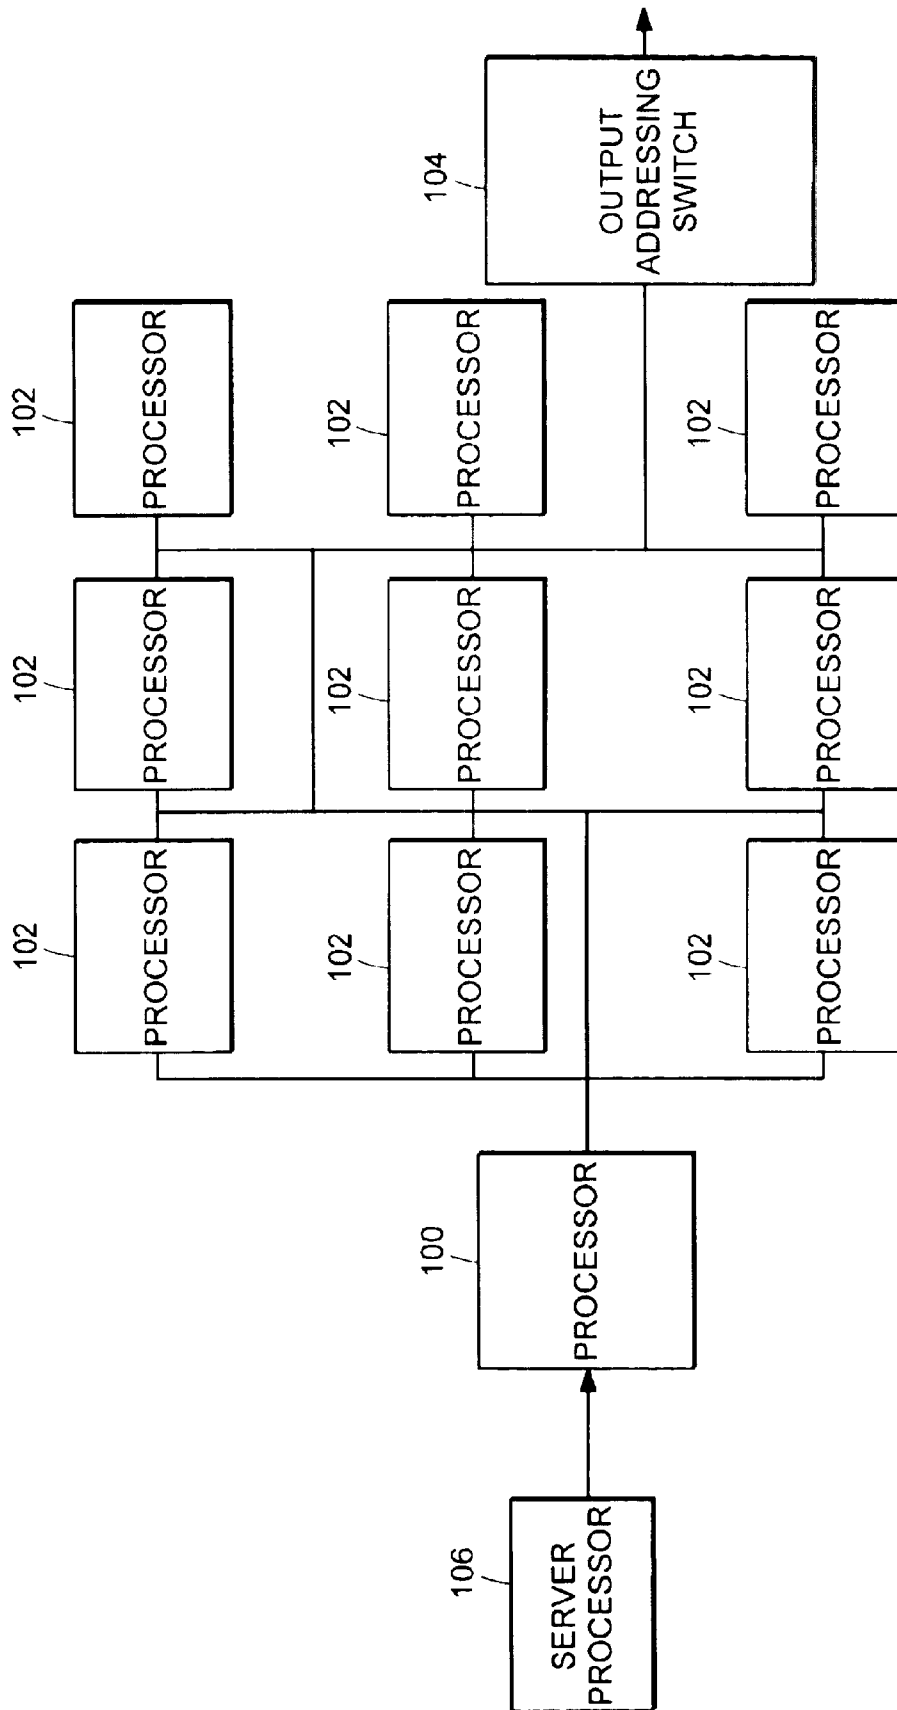 102
PROCESSOR
102
PROCESSOR
102
PROCESSOR
102
PROCESSOR
102
PROCESSOR
102
PROCESSOR
106
SERVER
PROCESSOR
100
PROCESSOR
104
OUTPUT
ADDRESSING
SWITCH
102
PROCESSOR
102
PROCESSOR
102
PROCESSOR